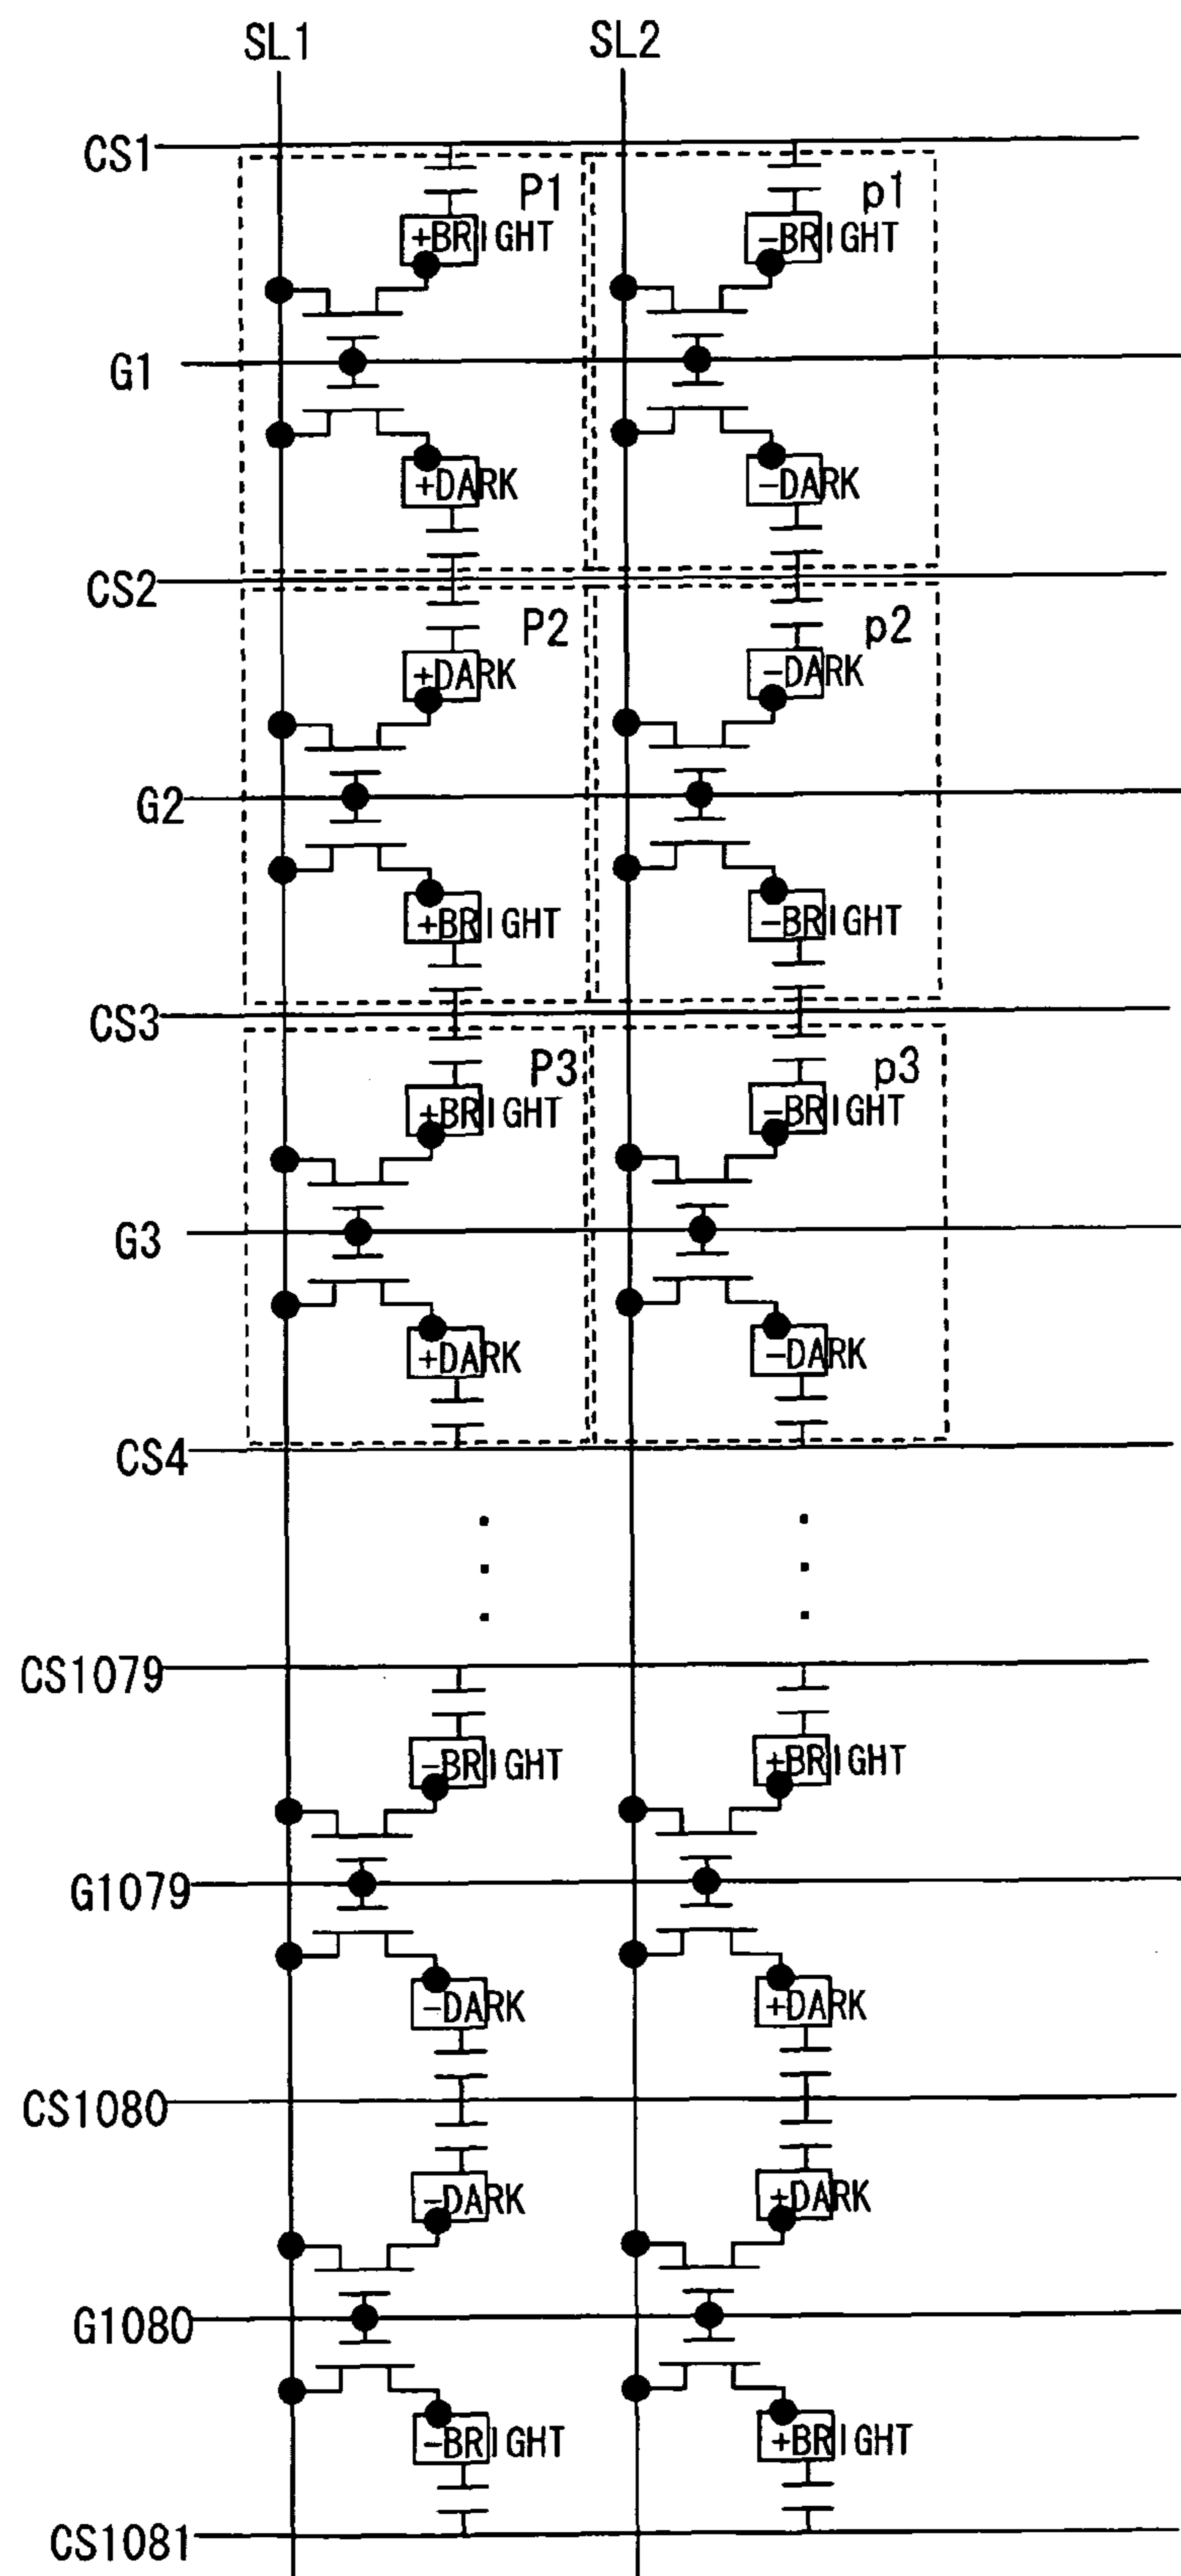 SL1 SL2
CS1
P1 p1
+BRIGHT -BRIGHT
G1
+DARK -DARK
CS2
P2 p2
+DARK -DARK
G2
+BRIGHT -BRIGHT
CS3
P3 p3
+BRIGHT -BRIGHT
G3
+DARK -DARK
CS4
CS1079
-BRIGHT +BRIGHT
G1079
-DARK +DARK
CS1080
-DARK +DARK
G1080
-BRIGHT +BRIGHT
CS1081